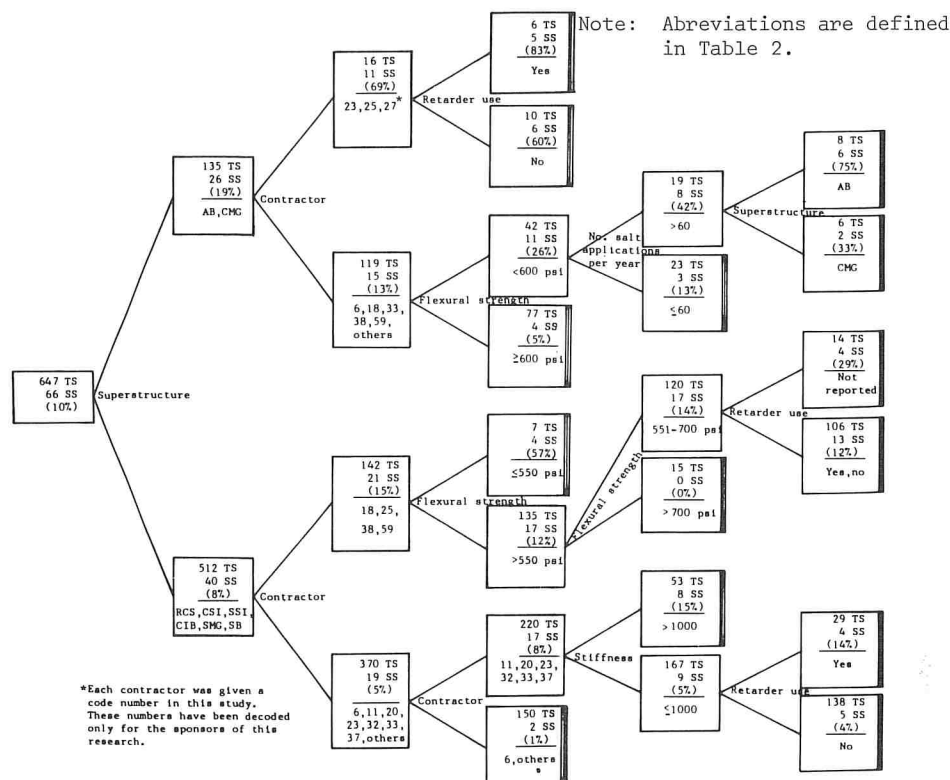 Note: Abreviations are defined
in Table 2.
6 TS
5 SS
(83%)
Yes
16 TS
11 SS
(69%)
23,25,27*
Retarder use
10 TS
6 SS
(60%)
No
135 TS
26 SS
(19%)
AB,CMG
Contractor
119 TS
15 SS
(13%)
6,18,33,
38,59,
others
Flexural strength
42 TS
11 SS
(26%)
<600 psi
77 TS
4 SS
(5%)
≥600 psi
No. salt
applications
per year
19 TS
8 SS
(42%)
>60
23 TS
3 SS
(13%)
≤60
Superstructure
8 TS
6 SS
(75%)
AB
6 TS
2 SS
(33%)
CMG
647 TS
66 SS
(10%)
Superstructure
512 TS
40 SS
(8%)
RCS,CSI,SSI,
CIB,SMG,SB
Contractor
142 TS
21 SS
(15%)
18,25,
38,59
Flexural strength
7 TS
4 SS
(57%)
≤550 psi
135 TS
17 SS
(12%)
>550 psi
Flexural strength
120 TS
17 SS
(14%)
551-700 psi
15 TS
0 SS
(0%)
>700 psi
Retarder use
14 TS
4 SS
(29%)
Not
reported
106 TS
13 SS
(12%)
Yes,no
370 TS
19 SS
(5%)
6,11,20,
23,32,33,
37,others
Contractor
220 TS
17 SS
(8%)
11,20,23,
32,33,37
150 TS
2 SS
(1%)
6,others
Stiffness
53 TS
8 SS
(15%)
>1000
167 TS
9 SS
(5%)
≤1000
Retarder use
29 TS
4 SS
(14%)
Yes
138 TS
5 SS
(4%)
No
*Each contractor was given a
code number in this study.
These numbers have been decoded
only for the sponsors of this
research.